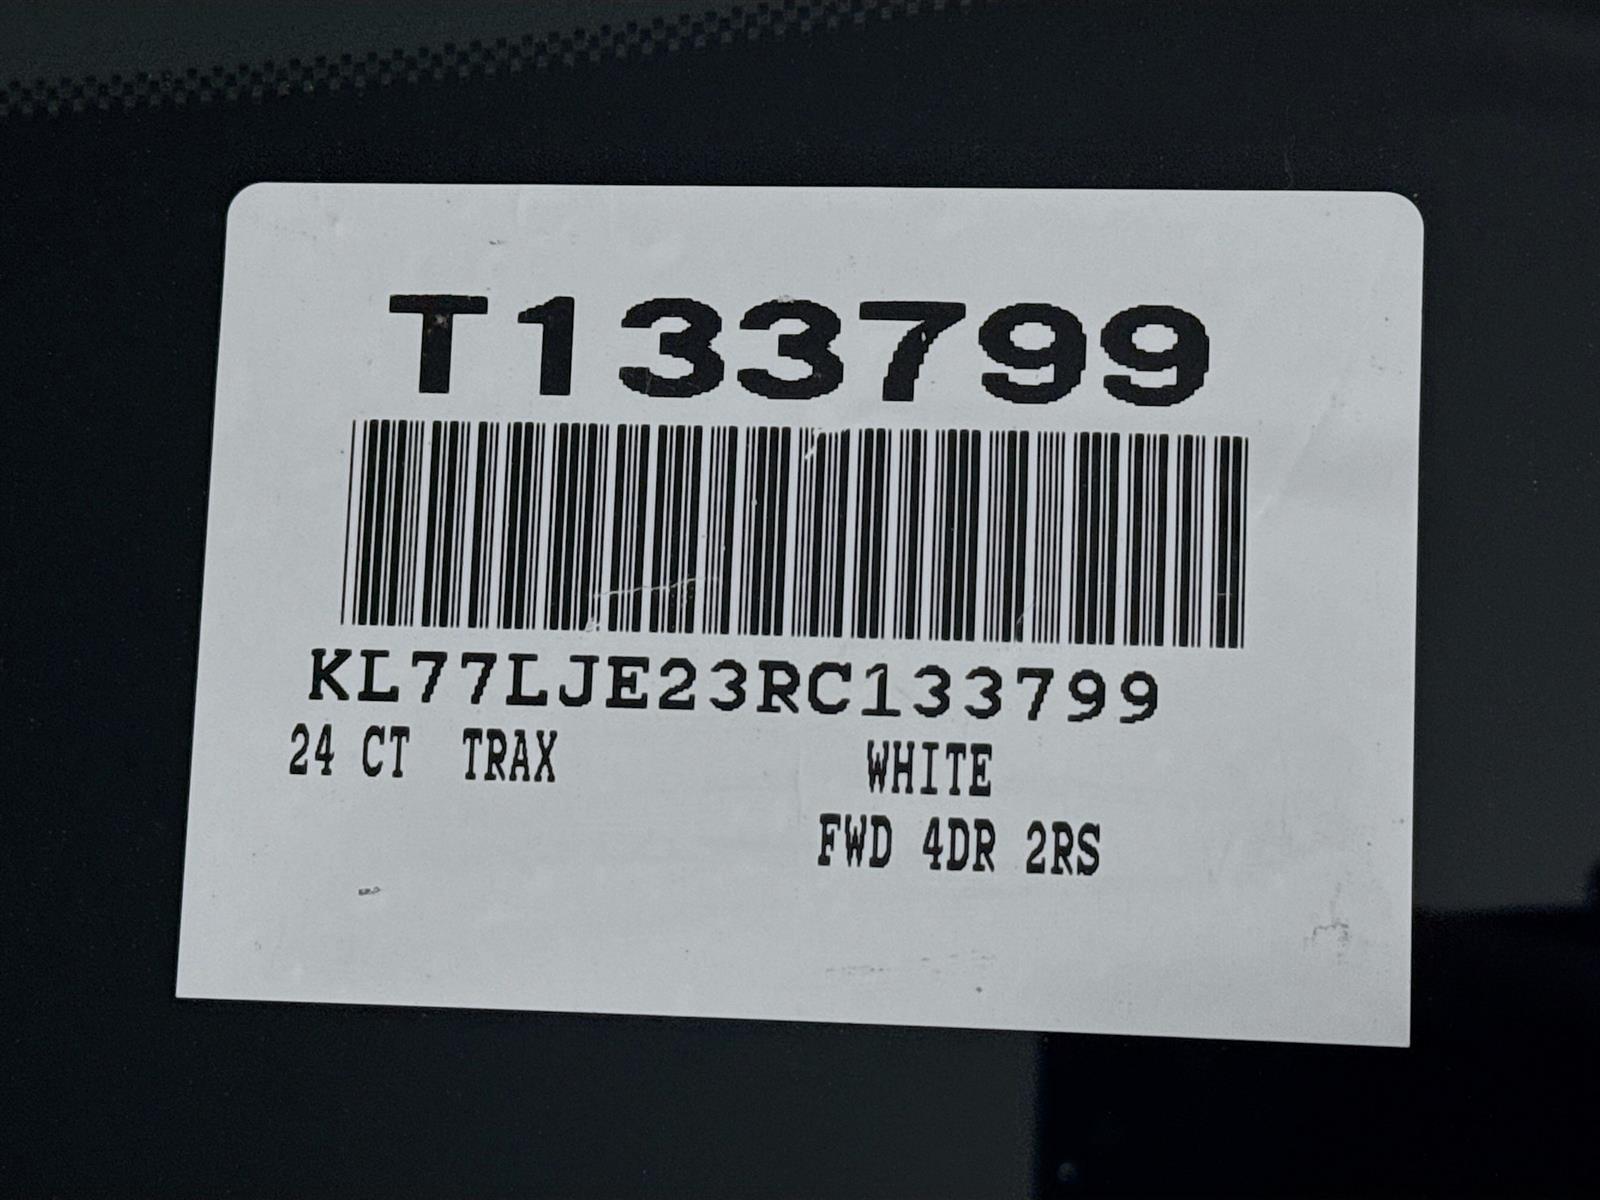 T133799
KL77LJE23RC133799
24 CT TRAX WHITE
FWD 4DR 2RS